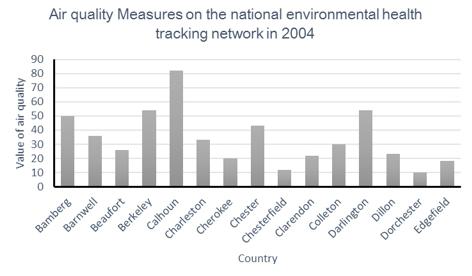 Air quality Measures on the national environmental health
tracking network in 2004
Value of air quality
90
80
70
60
50
40
30
20
10
0
Bamberg
Barnwell
Beaufort
Berkeley
Calhoun
Charleston
Cherokee
Chester
Chesterfield
Clarendon
Colleton
Darlington
Dillon
Dorchester
Edgefield
Country